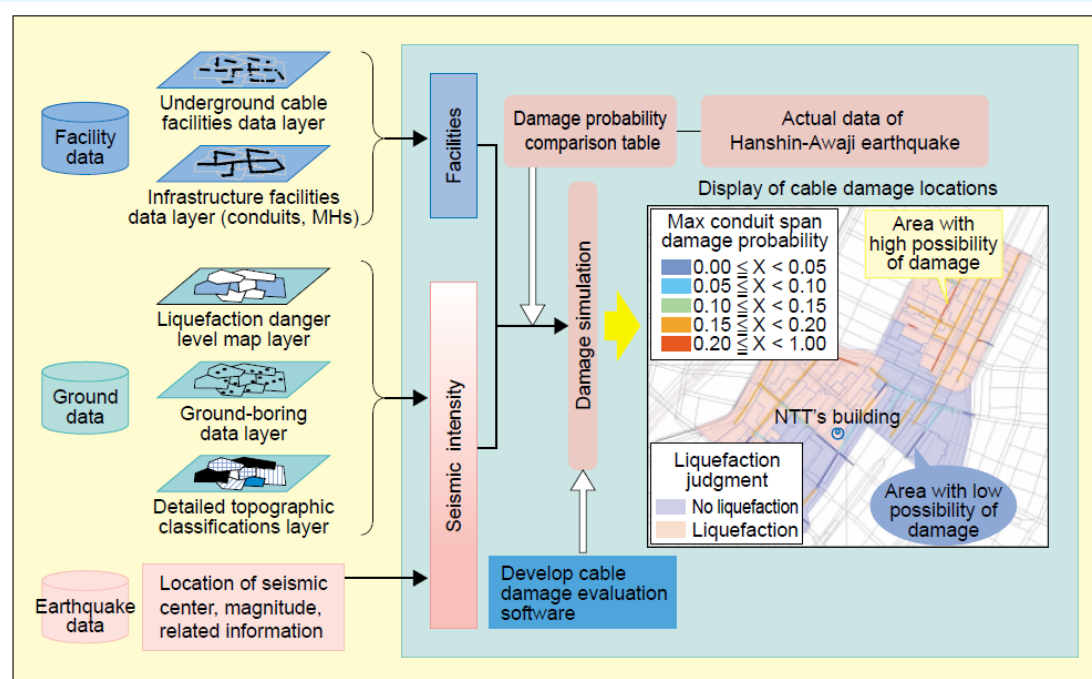 Facility
data
Underground cable
facilities data layer
Infrastructure facilities
data layer (conduits, MHs)
Ground
data
Liquefaction danger
level map layer
Ground-boring
data layer
Detailed topographic
classifications layer
Earthquake
data
Location of seismic
center, magnitude,
related information
Facilities
Seismic intensity
Damage probability
comparison table
Actual data of
Hanshin-Awaji earthquake
Damage simulation
Develop cable
damage evaluation
software
Display of cable damage locations
Max conduit span
damage probability
0.00 ≦ X < 0.05
0.05 ≦ X < 0.10
0.10 ≦ X < 0.15
0.15 ≦ X < 0.20
0.20 ≦ X < 1.00
Area with
high possibility
of damage
NTT's building
Liquefaction
judgment
No liquefaction
Liquefaction
Area with low
possibility of
damage